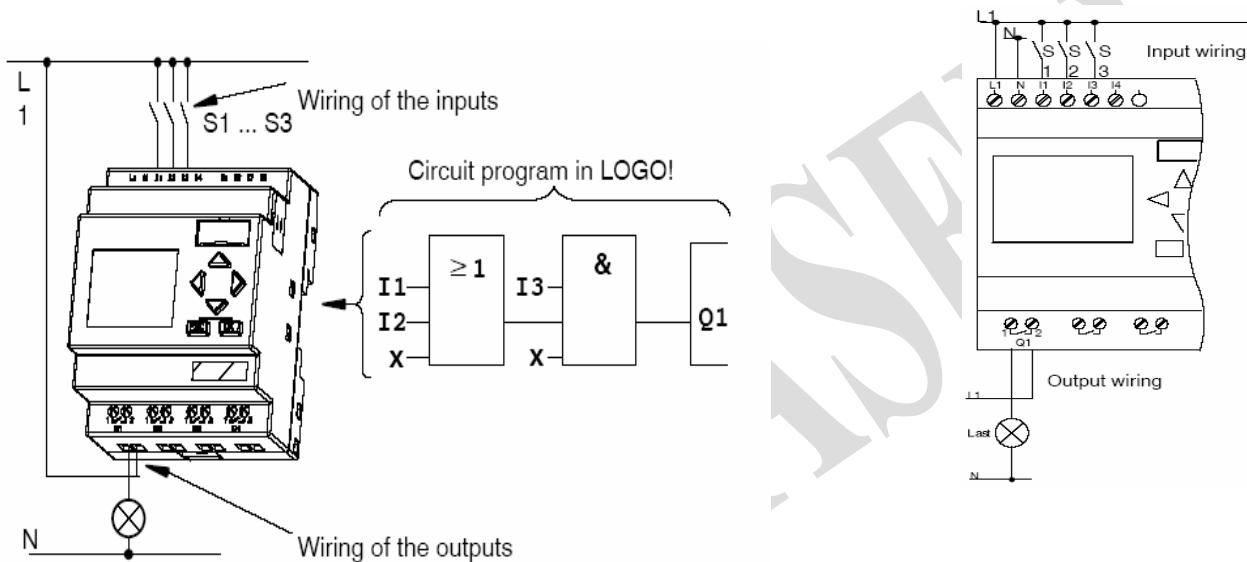 L
1
Wiring of the inputs
S1 ... S3
Circuit program in LOGO!
≥1
&
I1
I3
I2
Q1
X
X
N
Wiring of the outputs
L1
N
S S S
1 2 3
Input wiring
L1 N I1 I2 I3 I4
1 2
Q1
Output wiring
L1
Last
N